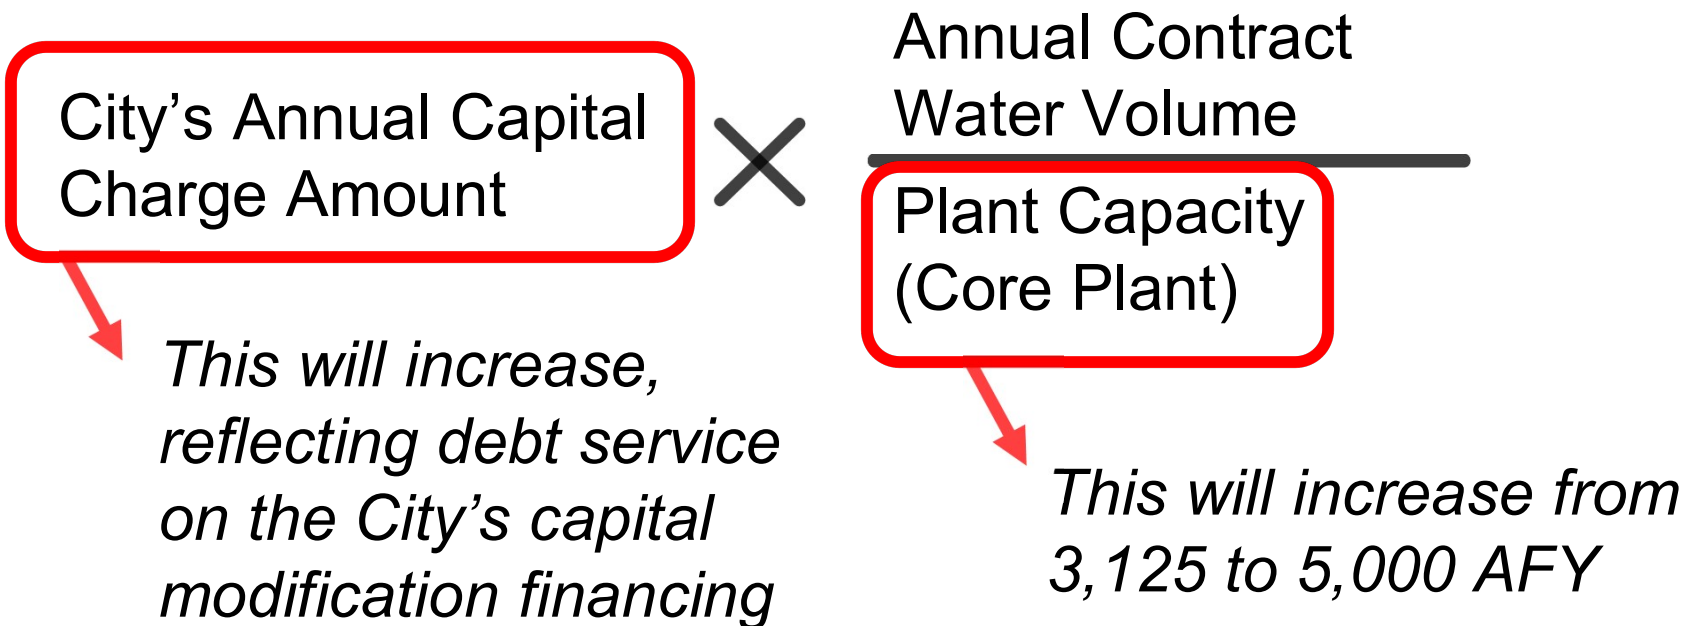 City’s Annual Capital
Charge Amount
Annual Contract
Water Volume
Plant Capacity
(Core Plant)
This will increase,
reflecting debt service
on the City’s capital
modification financing
This will increase from
3,125 to 5,000 AFY